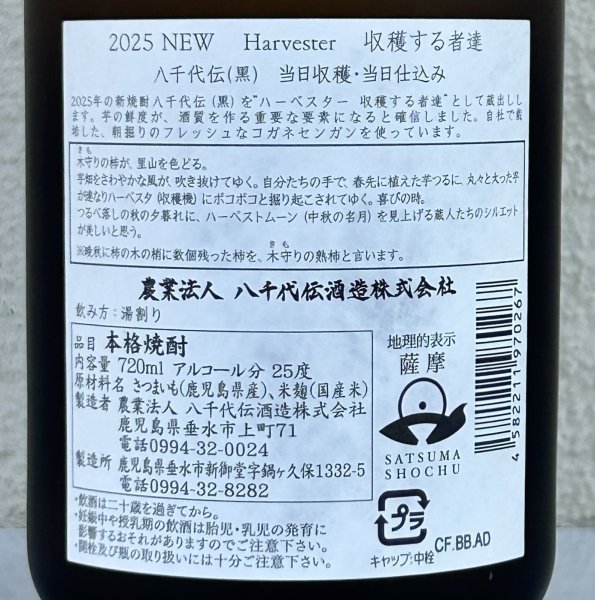 2025 NEW Harvester 収穫する者達
八千代伝(黒) 当日収穫・当日仕込み
2025年の新焼酎八千代伝(黒)を"ハーベスター 収穫する者達"として蔵出しし
ます。芋の鮮度が、酒質を作る重要な要素になると確信しました。自社で栽
培した、朝掘りのフレッシュなコガネセンガンを使っています。
きも
木守りの柿が、里山を色どる。
芋畑をさわやかな風が、吹き抜けてゆく。自分たちの手で、春先に植えた芋つるに、丸々と太った芋
が連なりハーベスタ(収穫機)にポコポコと掘り起こされてゆく。喜びの時。
つるべ落しの秋の夕暮れに、ハーベストムーン(中秋の名月)を見上げる蔵人たちのシルエット
が美しいと思う。
きも
※晩秋に柿の木の梢に数個残った柿を、木守りの熟柿と言います。
農業法人 八千代伝酒造株式会社
飲み方:湯割り
品目 本格焼酎
内容量 720ml アルコール分 25度
原材料名 さつまいも(鹿児島県産)、米麹(国産米)
製造者 農業法人 八千代伝酒造株式会社
鹿児島県垂水市上町71
電話0994-32-0024
製造所 鹿児島県垂水市新御堂字鍋ヶ久保1332-5
電話0994-32-8282
・飲酒は二十歳を過ぎてから。
・妊娠中や授乳期の飲酒は胎児・乳児の発育に
影響するおそれがありますのでご注意下さい。
・開栓及び瓶の取り扱いには十分ご注意下さい。
地理的表示
薩摩
SATSUMA
SHOCHU
4 582211 970267
プラ
CF.BB.AD
キャップ:中栓